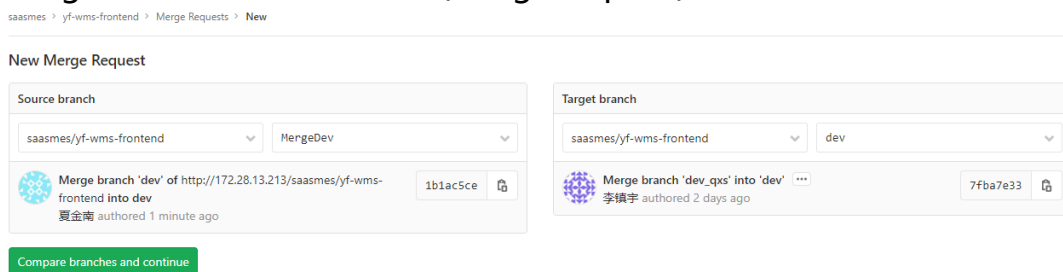 saasmes > yf-wms-frontend > Merge Requests > New
New Merge Request
Source branch
saasmes/yf-wms-frontend
MergeDev
Merge branch 'dev' of http://172.28.13.213/saasmes/yf-wms-
frontend into dev
夏金南 authored 1 minute ago
1b1ac5ce
Target branch
saasmes/yf-wms-frontend
dev
Merge branch 'dev_qxs' into 'dev'
李镇宇 authored 2 days ago
7fba7e33
Compare branches and continue